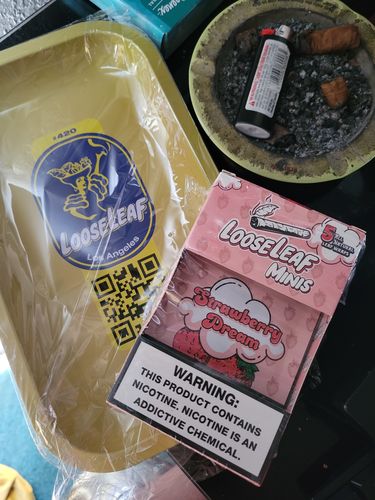 #420
LOOSELEAF
Los Angeles
LOOSELEAF
MINIS
5
Strawberry
Dream
WARNING:
THIS PRODUCT CONTAINS
NICOTINE. NICOTINE IS AN
ADDICTIVE CHEMICAL.